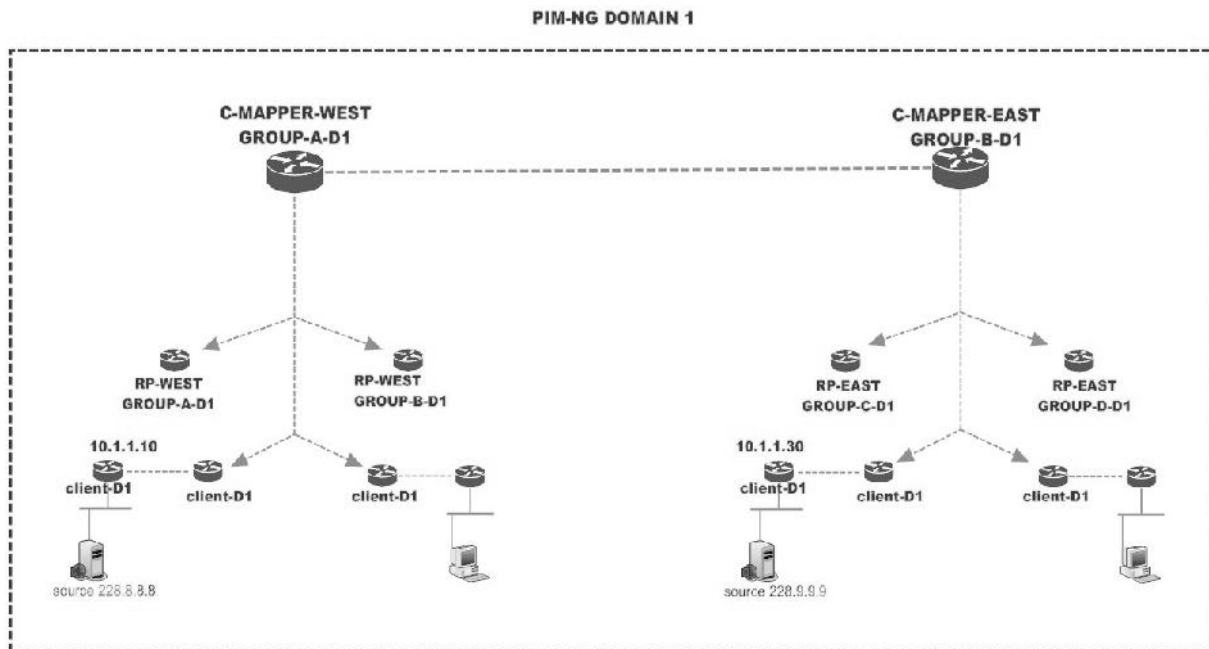 PIM-NG DOMAIN 1
C-MAPPER-WEST
GROUP-A-D1
C-MAPPER-EAST
GROUP-B-D1
RP-WEST
GROUP-A-D1
RP-WEST
GROUP-B-D1
RP-EAST
GROUP-C-D1
RP-EAST
GROUP-D-D1
10.1.1.10
client-D1
client-D1
client-D1
10.1.1.30
client-D1
client-D1
client-D1
source 228.8.8.8
source 228.9.9.9